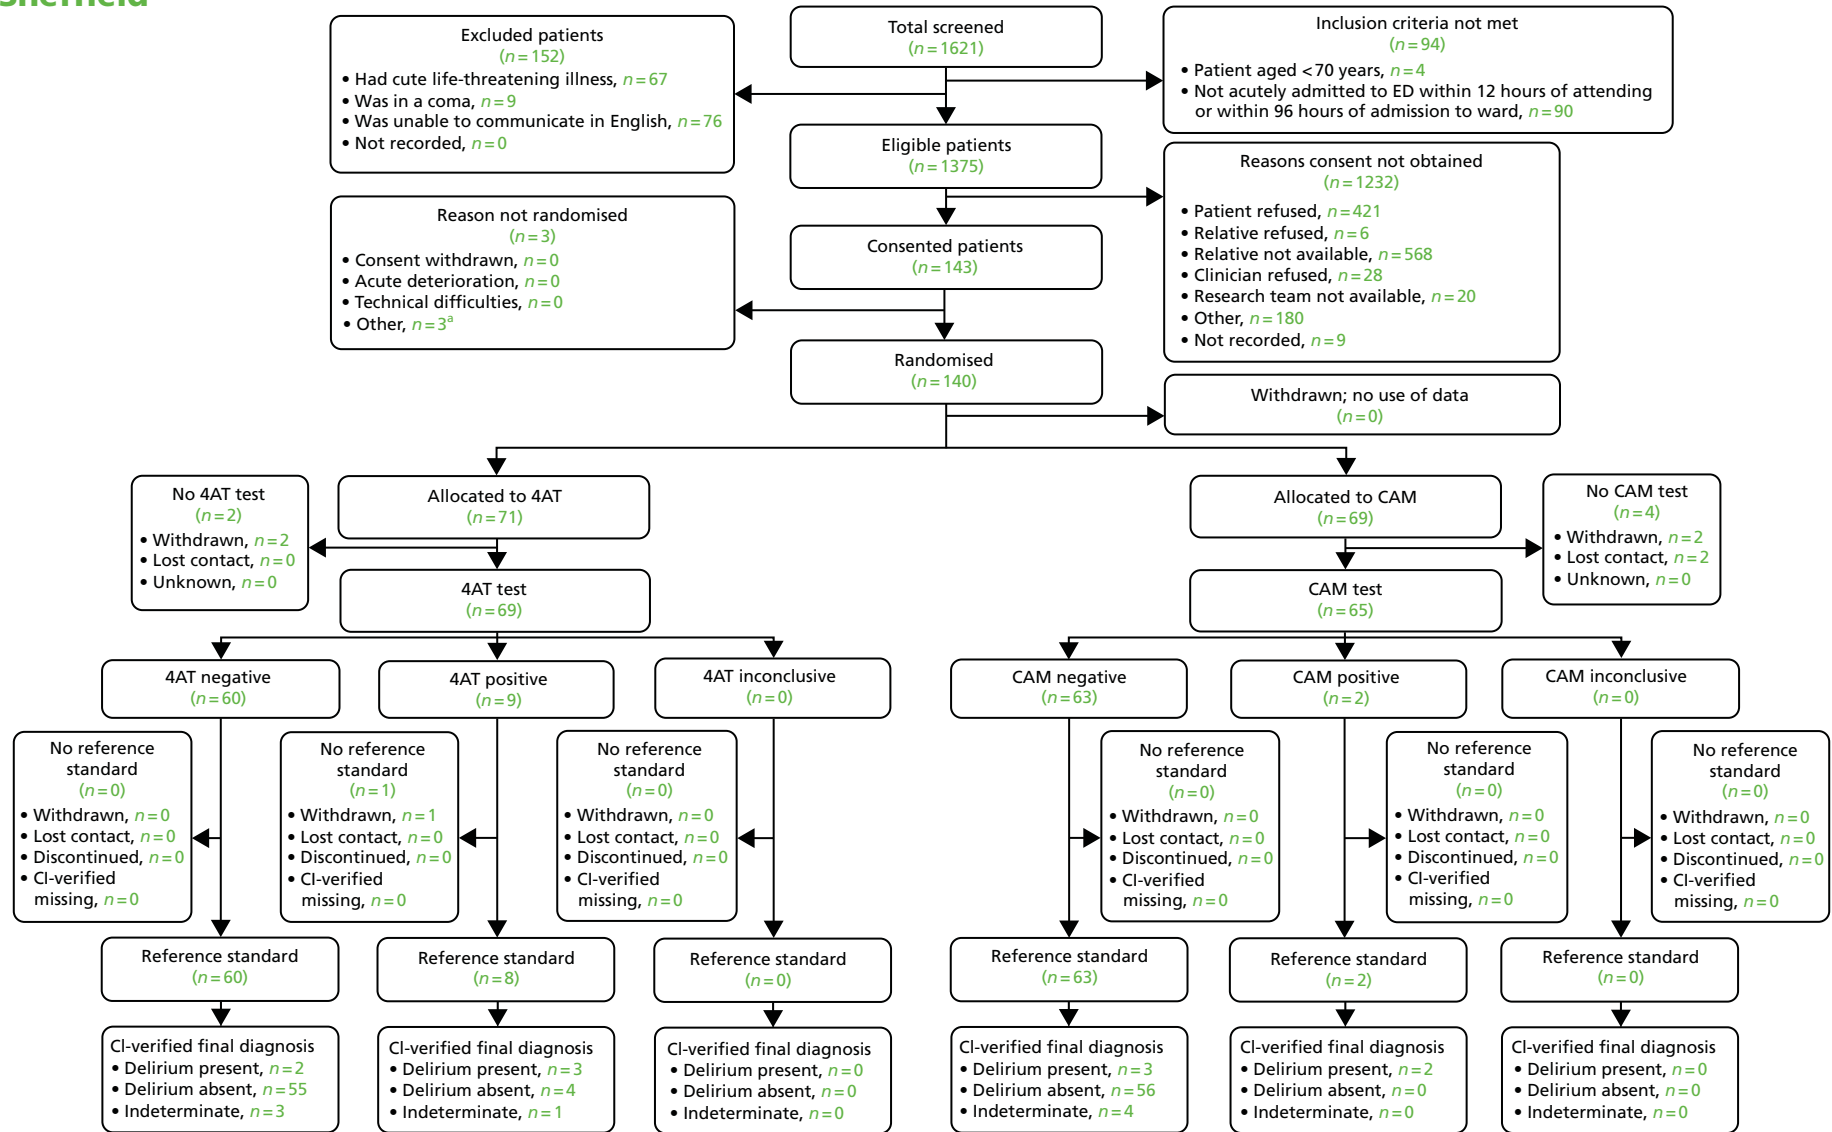 Sheffield
Total screened
(n=1621)
Excluded patients
(n=152)
• Had cute life-threatening illness, n=67
• Was in a coma, n=9
• Was unable to communicate in English, n=76
• Not recorded, n=0
Inclusion criteria not met
(n=94)
• Patient aged <70 years, n=4
• Not acutely admitted to ED within 12 hours of attending
or within 96 hours of admission to ward, n=90
Eligible patients
(n=1375)
Reasons consent not obtained
(n=1232)
• Patient refused, n=421
• Relative refused, n=6
• Relative not available, n=568
• Clinician refused, n=28
• Research team not available, n=20
• Other, n=180
• Not recorded, n=9
Reason not randomised
(n=3)
• Consent withdrawn, n=0
• Acute deterioration, n=0
• Technical difficulties, n=0
• Other, n=3a
Consented patients
(n=143)
Randomised
(n=140)
Withdrawn; no use of data
(n=0)
No 4AT test
(n=2)
• Withdrawn, n=2
• Lost contact, n=0
• Unknown, n=0
Allocated to 4AT
(n=71)
Allocated to CAM
(n=69)
No CAM test
(n=4)
• Withdrawn, n=2
• Lost contact, n=2
• Unknown, n=0
4AT test
(n=69)
CAM test
(n=65)
4AT negative
(n=60)
4AT positive
(n=9)
4AT inconclusive
(n=0)
CAM negative
(n=63)
CAM positive
(n=2)
CAM inconclusive
(n=0)
No reference
standard
(n=0)
• Withdrawn, n=0
• Lost contact, n=0
• Discontinued, n=0
• CI-verified
missing, n=0
No reference
standard
(n=1)
• Withdrawn, n=1
• Lost contact, n=0
• Discontinued, n=0
• CI-verified
missing, n=0
No reference
standard
(n=0)
• Withdrawn, n=0
• Lost contact, n=0
• Discontinued, n=0
• CI-verified
missing, n=0
No reference
standard
(n=0)
• Withdrawn, n=0
• Lost contact, n=0
• Discontinued, n=0
• CI-verified
missing, n=0
No reference
standard
(n=0)
• Withdrawn, n=0
• Lost contact, n=0
• Discontinued, n=0
• CI-verified
missing, n=0
No reference
standard
(n=0)
• Withdrawn, n=0
• Lost contact, n=0
• Discontinued, n=0
• CI-verified
missing, n=0
Reference standard
(n=60)
Reference standard
(n=8)
Reference standard
(n=0)
Reference standard
(n=63)
Reference standard
(n=2)
Reference standard
(n=0)
CI-verified final diagnosis
• Delirium present, n=2
• Delirium absent, n=55
• Indeterminate, n=3
CI-verified final diagnosis
• Delirium present, n=3
• Delirium absent, n=4
• Indeterminate, n=1
CI-verified final diagnosis
• Delirium present, n=0
• Delirium absent, n=0
• Indeterminate, n=0
CI-verified final diagnosis
• Delirium present, n=3
• Delirium absent, n=56
• Indeterminate, n=4
CI-verified final diagnosis
• Delirium present, n=2
• Delirium absent, n=0
• Indeterminate, n=0
CI-verified final diagnosis
• Delirium present, n=0
• Delirium absent, n=0
• Indeterminate, n=0